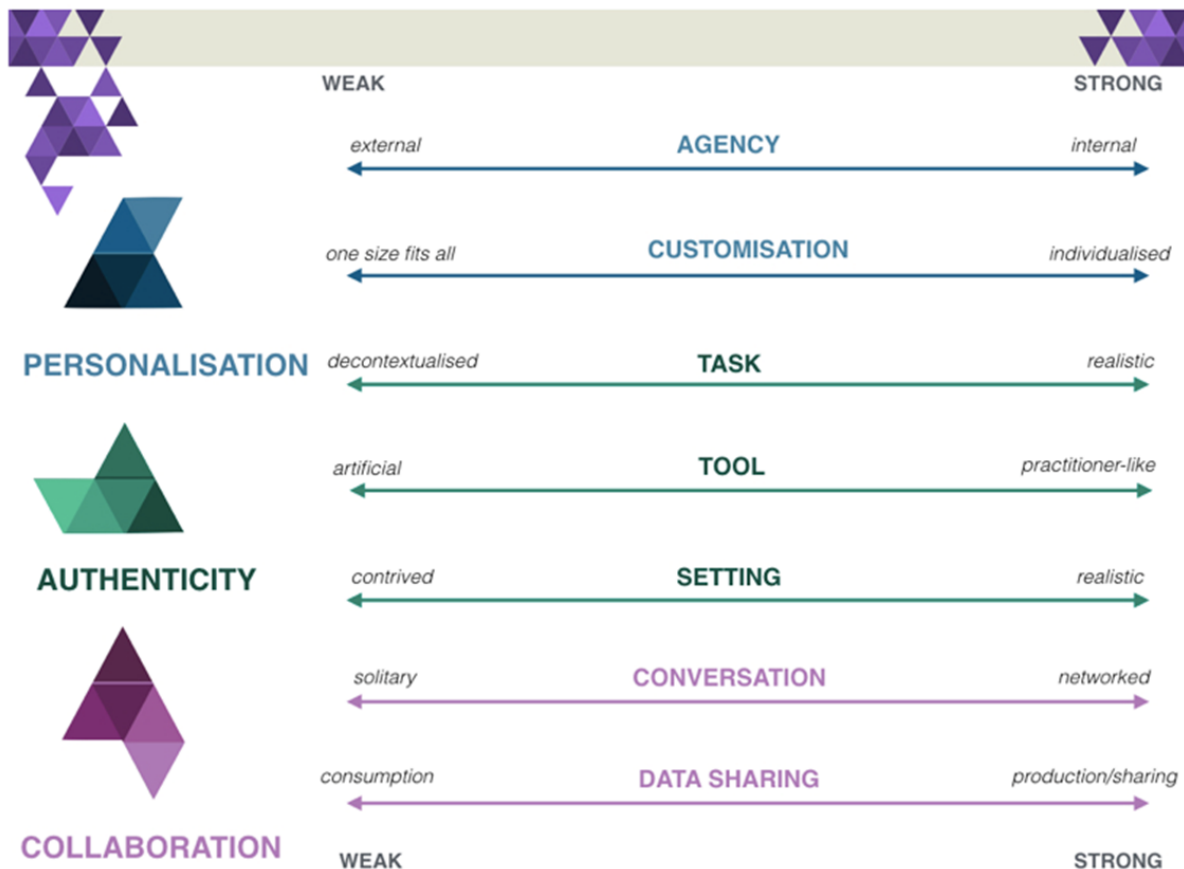 WEAK STRONG
external AGENCY internal
one size fits all CUSTOMISATION individualised
PERSONALISATION decontextualised TASK realistic
artificial TOOL practitioner-like
AUTHENTICITY contrived SETTING realistic
solitary CONVERSATION networked
consumption DATA SHARING production/sharing
COLLABORATION
WEAK STRONG